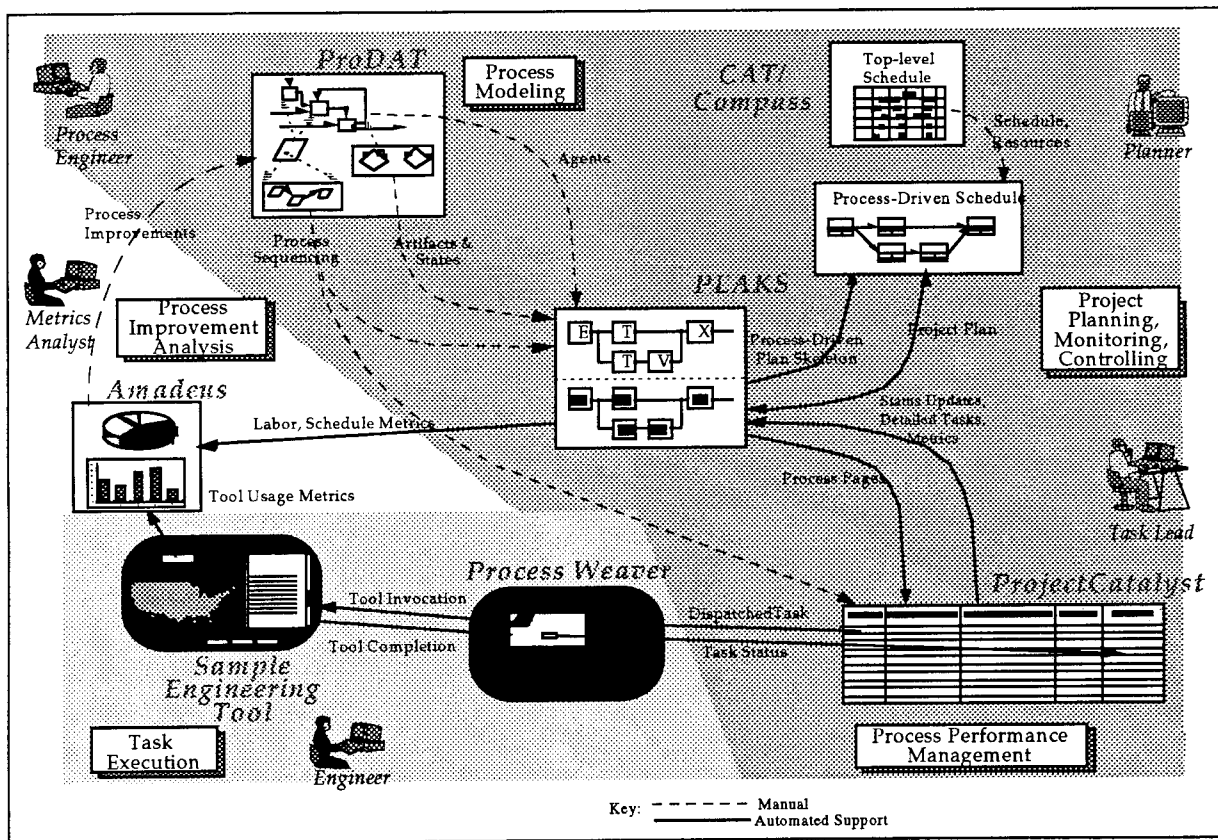 ProDAT
Process
Modeling
CAT/
Compass
Top-level
Schedule
Process
Engineer
Planner
Schedule,
Resources
Agents
Process-Driven Schedule
Process
Improvements
Process
Sequencing
Artifacts &
States
PLAKS
Metrics
Analyst
Process
Improvement
Analysis
E
T
X
T
V
Process-Driven
Plan Skeleton
Project Plan
Project
Planning,
Monitoring,
Controlling
Amadeus
Labor, Schedule Metrics
Status Updates,
Detailed Tasks,
Metrics
Process Pages
Tool Usage Metrics
Task Lead
Process Weaver
ProjectCatalyst
Tool Invocation
DispatchedTask
Tool Completion
Task Status
Sample
Engineering
Tool
Task
Execution
Engineer
Process Performance
Management
Key:
Manual
Automated Support